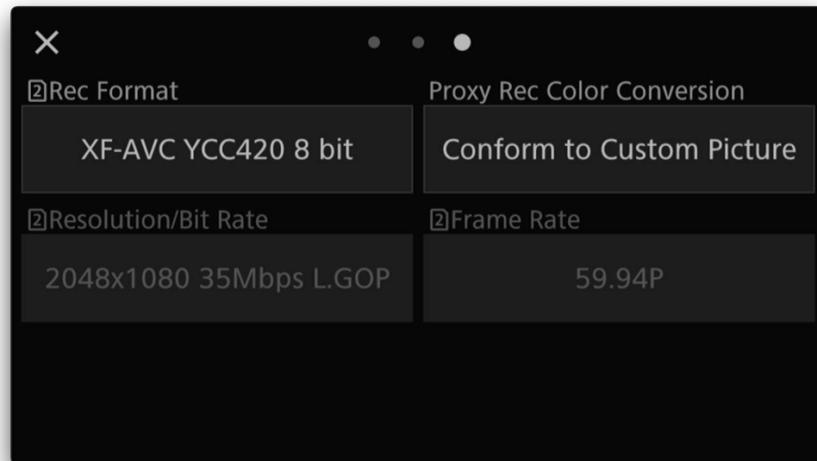 2Rec Format
Proxy Rec Color Conversion
XF-AVC YCC420 8 bit
Conform to Custom Picture
2Resolution/Bit Rate
2Frame Rate
2048x1080 35Mbps L.GOP
59.94P